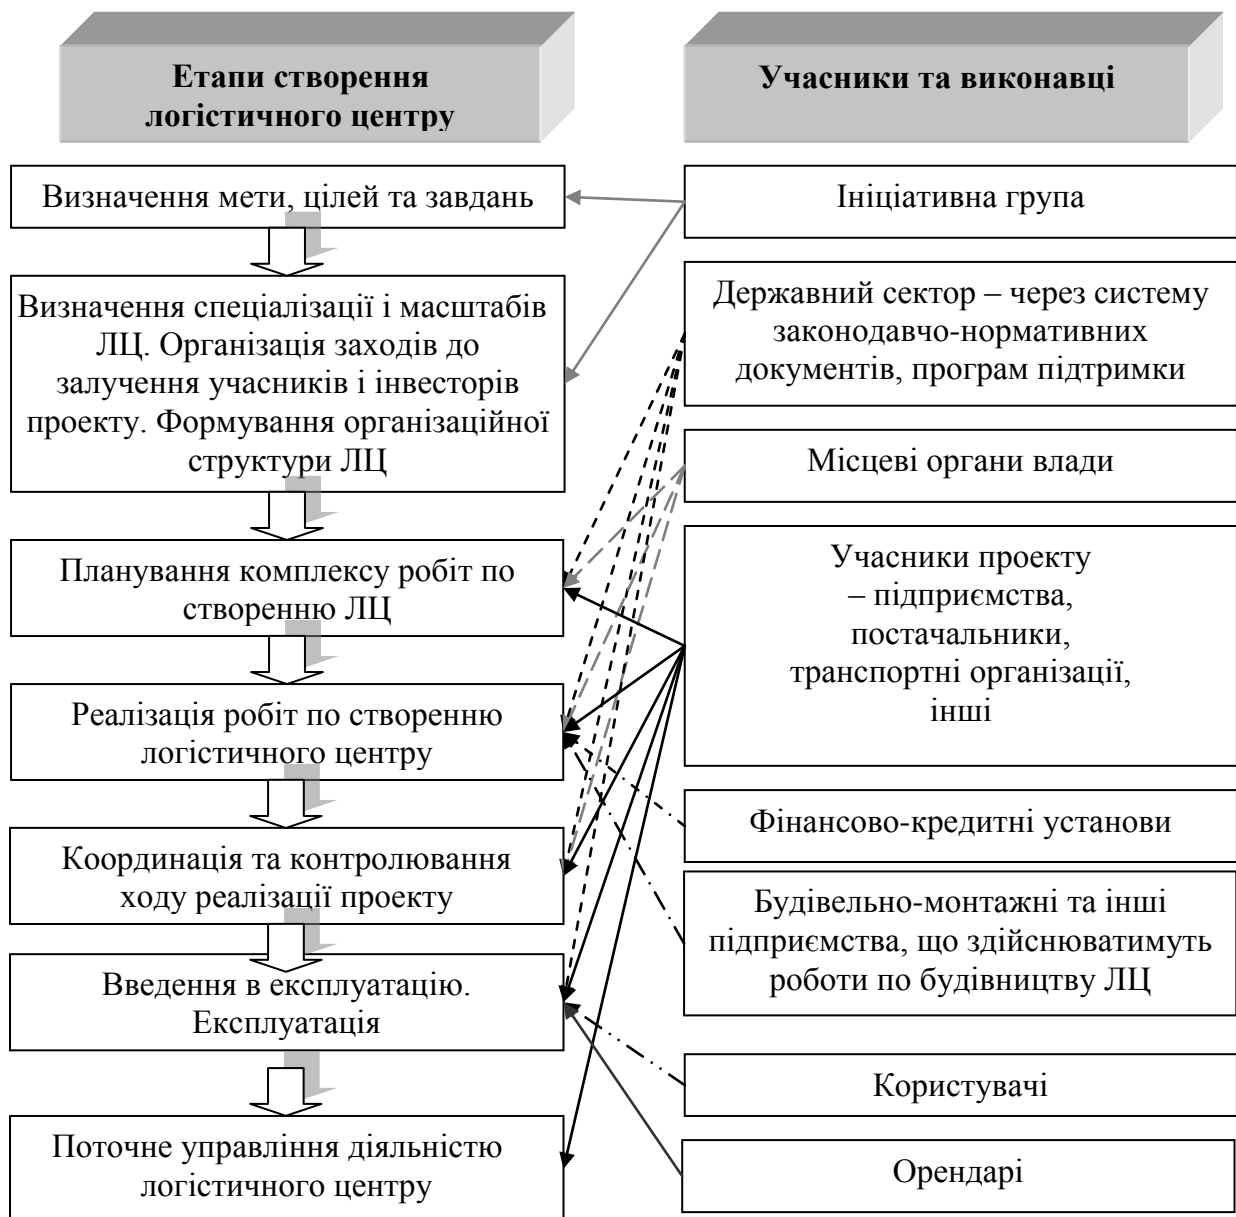 Етапи створення
логістичного центру
Учасники та виконавці
Визначення мети, цілей та завдань
Визначення спеціалізації і масштабів
ЛЦ. Організація заходів до
залучення учасників і інвесторів
проекту. Формування організаційної
структури ЛЦ
Планування комплексу робіт по
створенню ЛЦ
Реалізація робіт по створенню
логістичного центру
Координація та контролювання
ходу реалізації проекту
Введення в експлуатацію.
Експлуатація
Поточне управління діяльністю
логістичного центру
Ініціативна група
Державний сектор – через систему
законодавчо-нормативних
документів, програм підтримки
Місцеві органи влади
Учасники проекту
– підприємства,
постачальники,
транспортні організації,
інші
Фінансово-кредитні установи
Будівельно-монтажні та інші
підприємства, що здійснюватимуть
роботи по будівництву ЛЦ
Користувачі
Орендарі